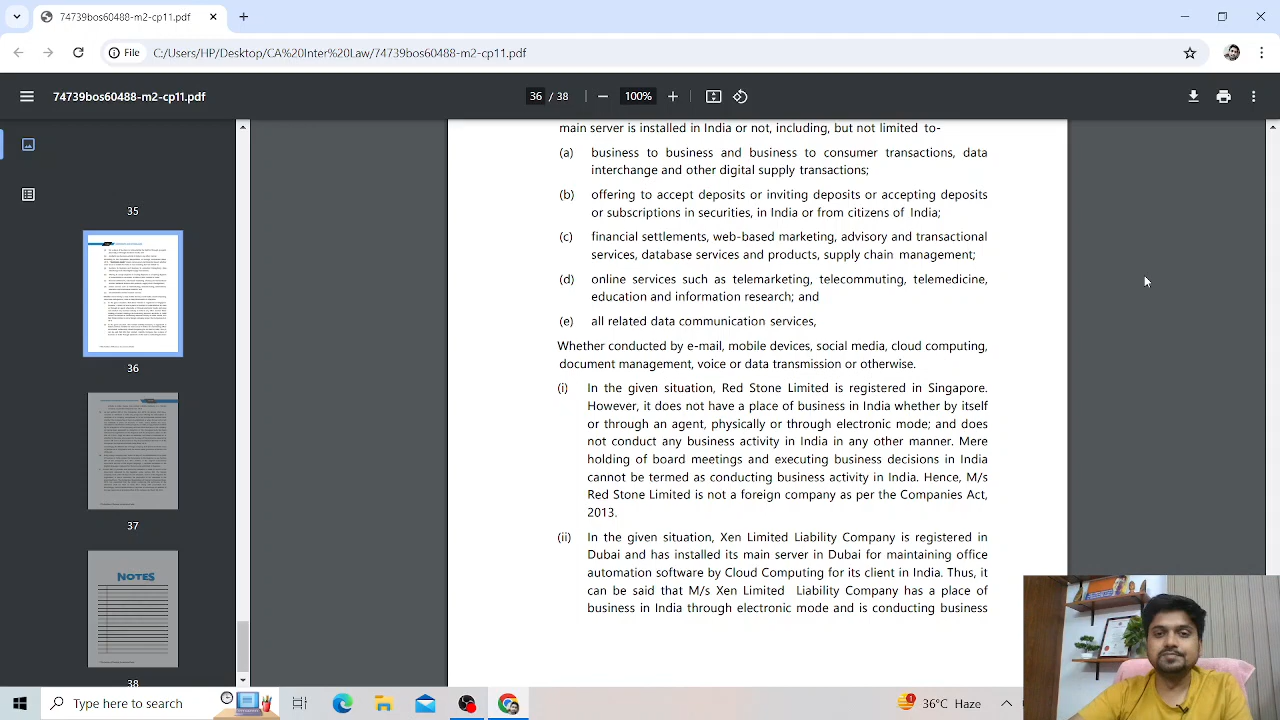 74739bos60488-m2-cp11.pdf
File
C:/Users/HP/Desktop/CA%20Inter%20Law/74739bos60488-m2-cp11.pdf
74739bos60488-m2-cp11.pdf
36 / 38
100%
35
36
37
NOTES
38
main server is installed in India or not, including, but not limited to-
(a) business to business and business to consumer transactions, data
interchange and other digital supply transactions;
(b) offering to accept deposits or inviting deposits or accepting deposits
or subscriptions in securities, in India or from citizens of India;
(c) financial settlements, web-based marketing, advisory and transactional
services, database services and products, supply chain management;
(d) online services such as telemarketing, telecommuting, telemedicine,
education and information research; and
(e) all related data communication services,
Whether conducted by e-mail, mobile devices, social media, cloud computing,
document management, voice or data transmission or otherwise.
(i) In the given situation, Red Stone Limited is registered in Singapore.
However, it does not have a place of business in India whether by itself
or through an agent, physically or through electronic mode; and does
not conduct any business activity in India in any other manner. Mere
holding of board meetings and executing business decisions in India
cannot be termed as conducting business activity in India. Hence, M/s
Red Stone Limited is not a foreign company as per the Companies Act,
2013.
(ii) In the given situation, Xen Limited Liability Company is registered in
Dubai and has installed its main server in Dubai for maintaining office
automation software by Cloud Computing for its client in India. Thus, it
can be said that M/s Xen Limited Liability Company has a place of
business in India through electronic mode and is conducting business
Type here to search
36°C Haze